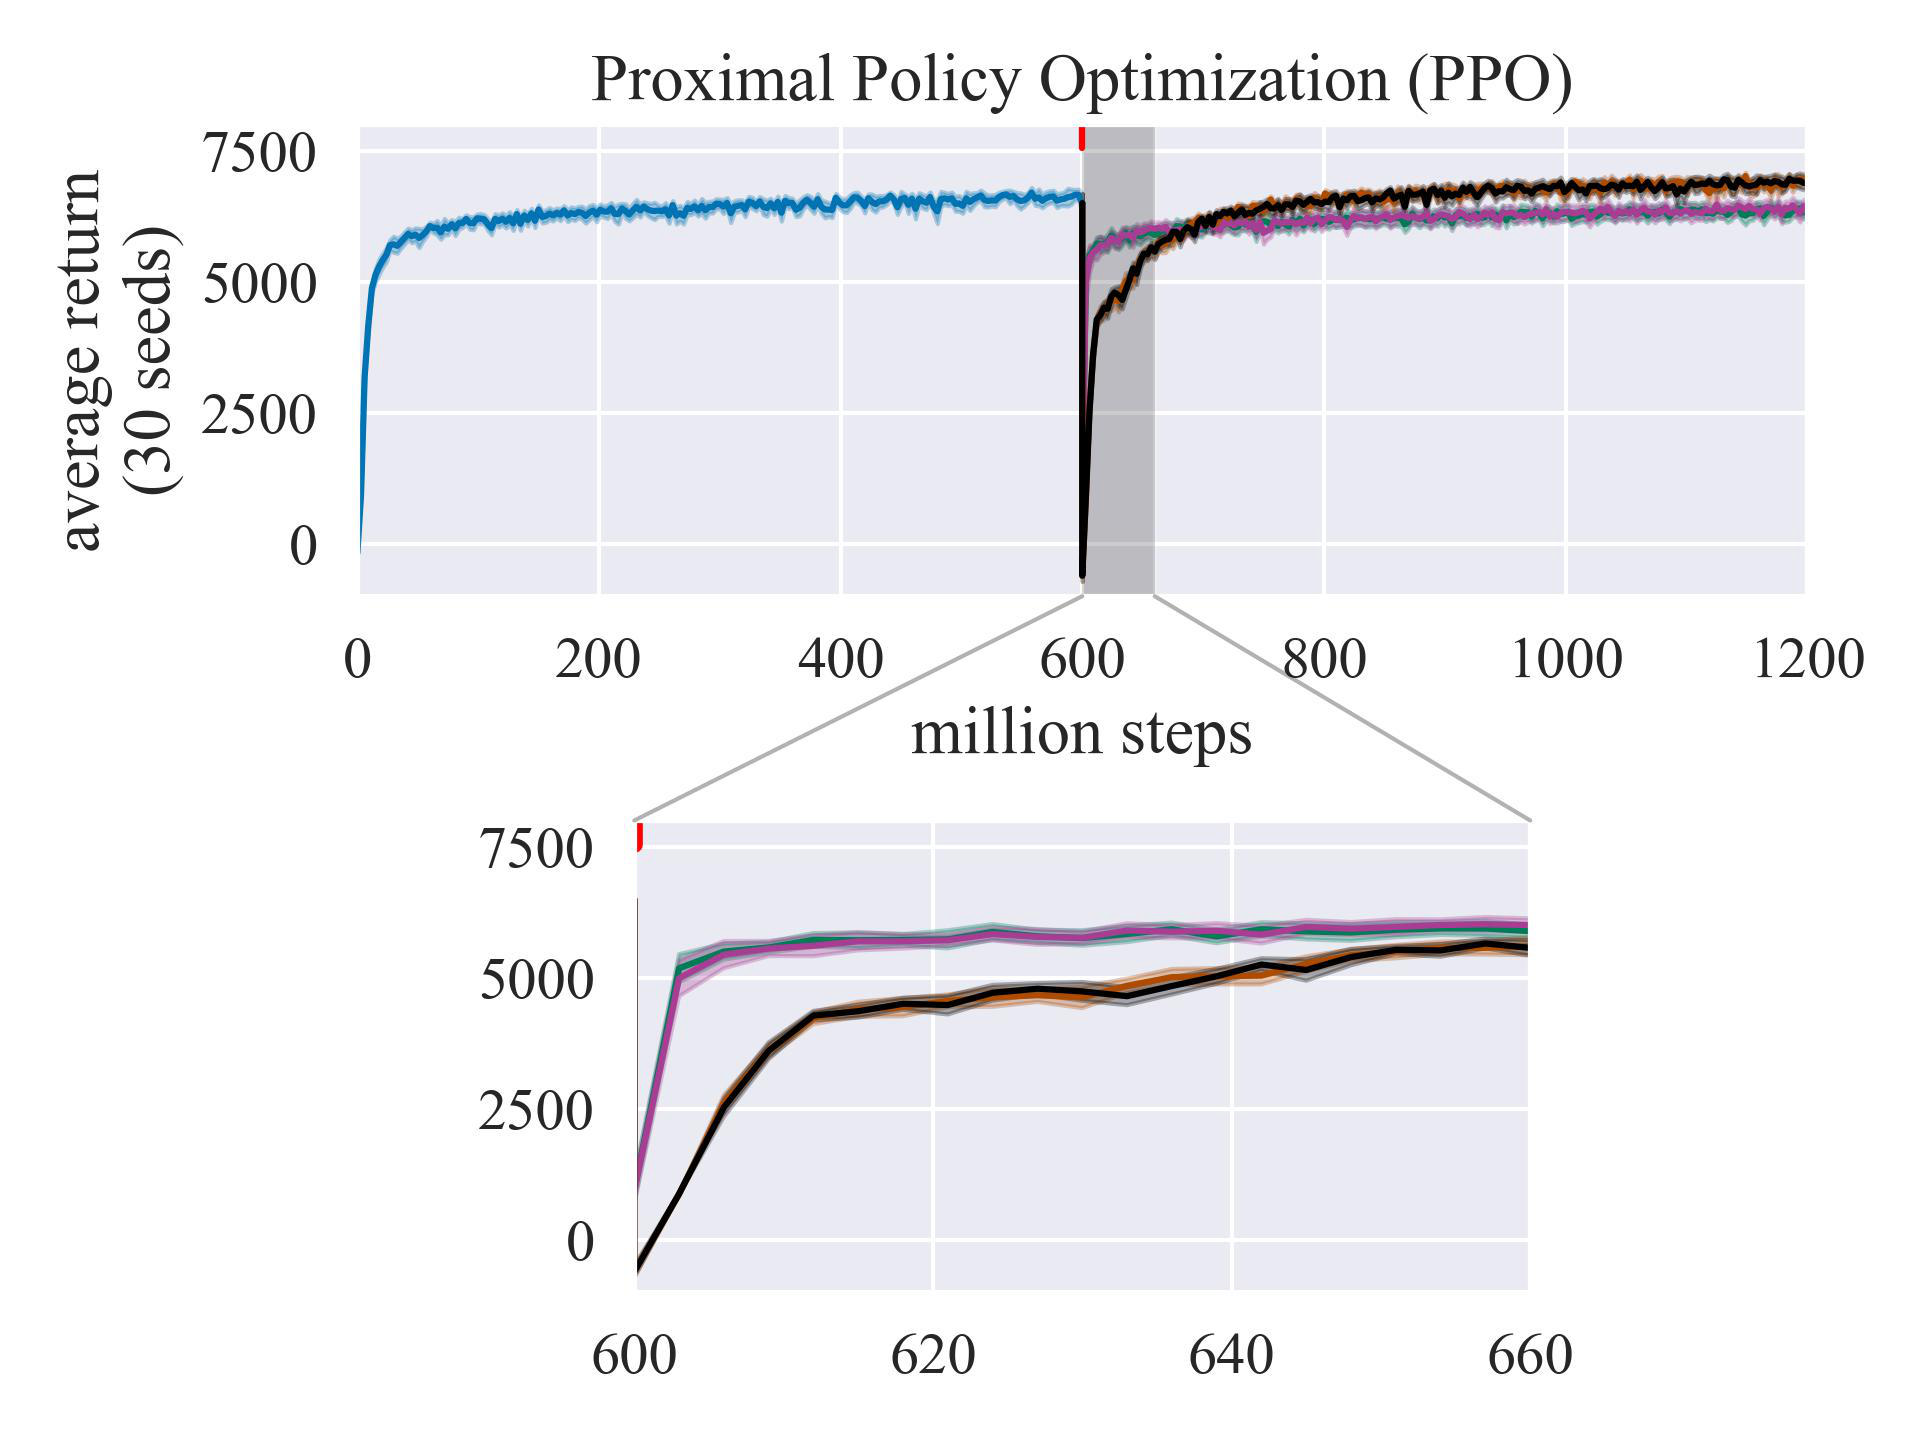 Proximal Policy Optimization (PPO)
average return
(30 seeds)
7500
5000
2500
0
0 200 400 600 800 1000 1200
million steps
7500
5000
2500
0
600 620 640 660